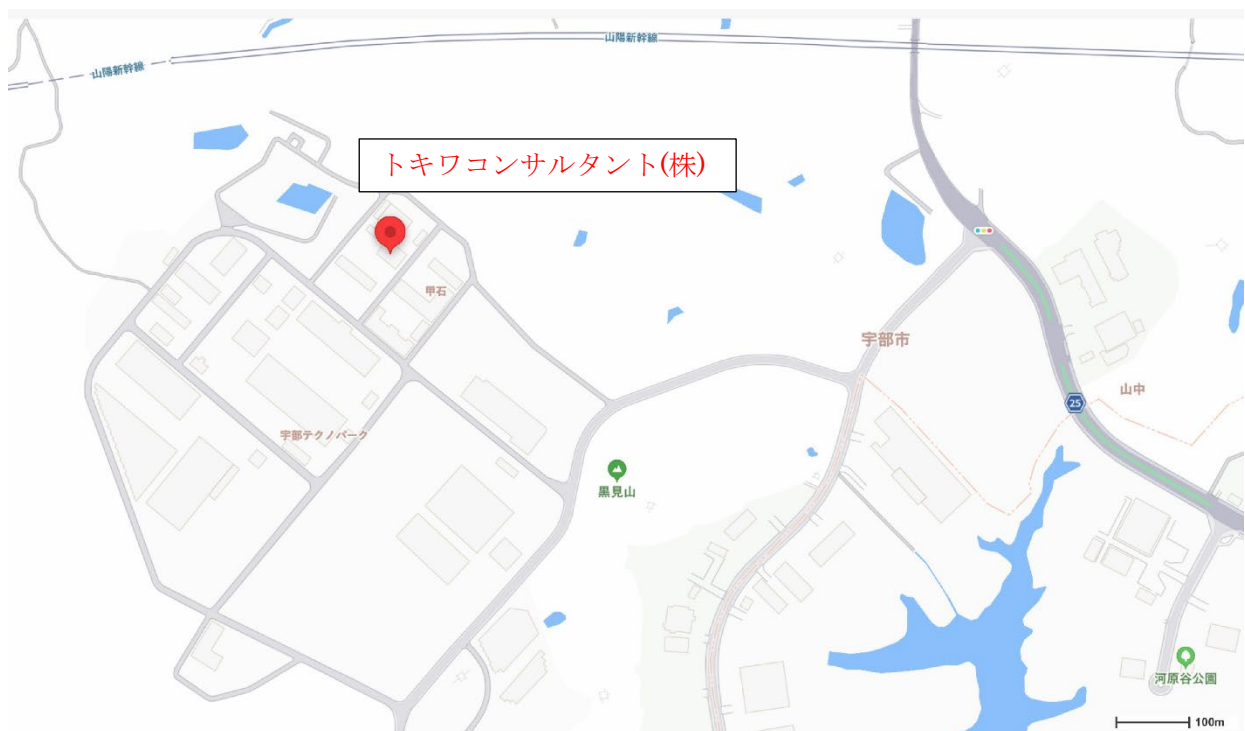 山陽新幹線
山陽新幹線
トキワコンサルタント(株)
甲石
宇部市
山中
25
宇部テクノパーク
黒見山
河原谷公園
100m